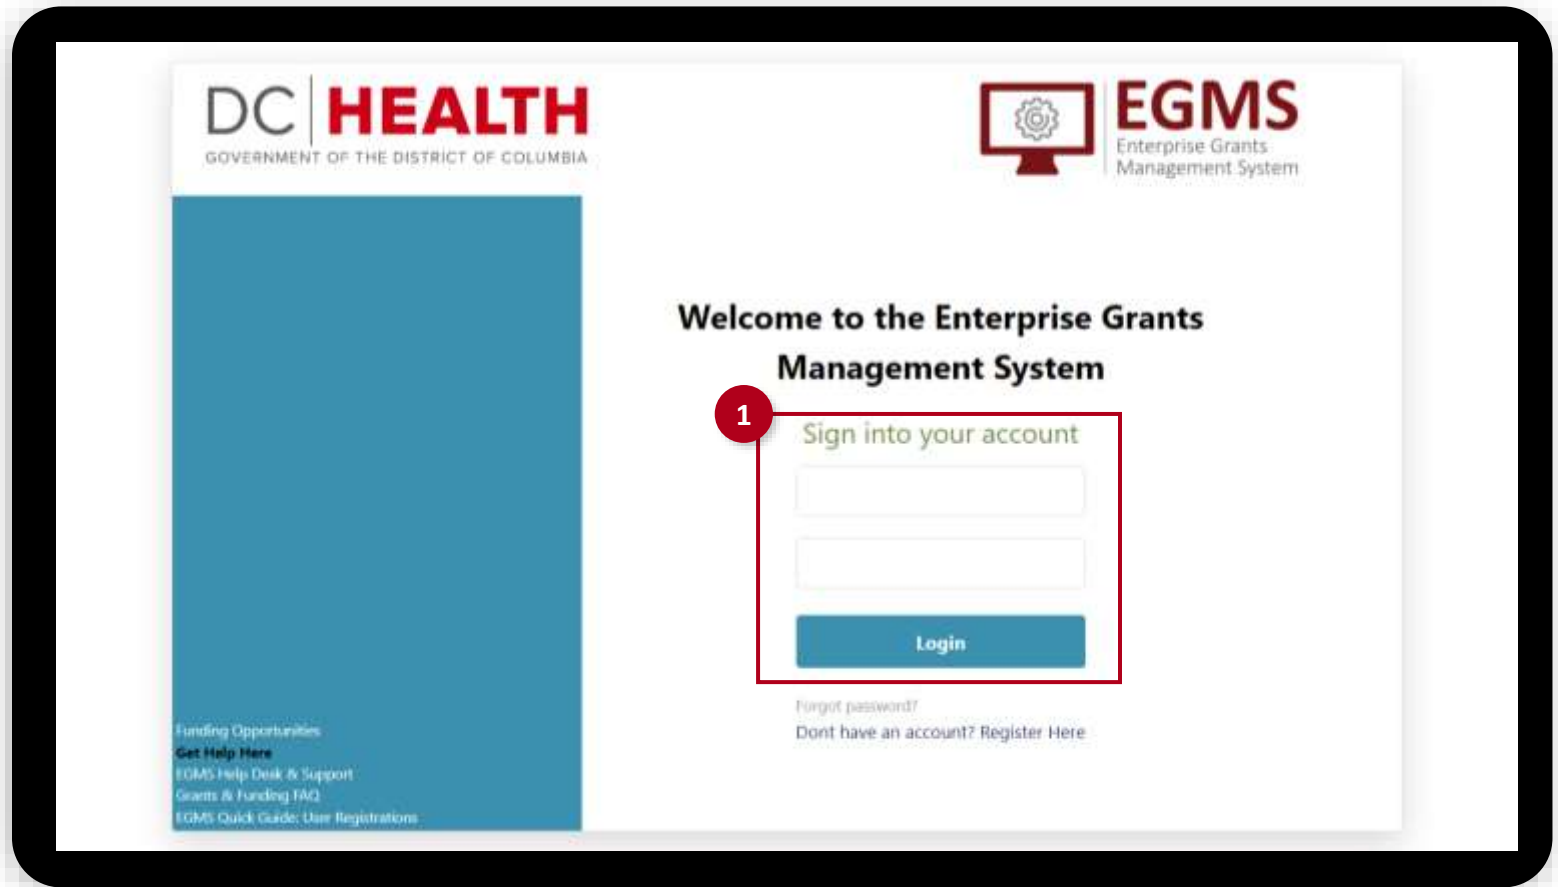 DC HEALTH
GOVERNMENT OF THE DISTRICT OF COLUMBIA
EGMS
Enterprise Grants
Management System
Welcome to the Enterprise Grants
Management System
1
Sign into your account
Login
Forgot password?
Dont have an account? Register Here
Funding Opportunities
Get Help Here
EGMS Help Desk & Support
Grants & Funding FAQ
EGMS Quick Guide: User Registrations